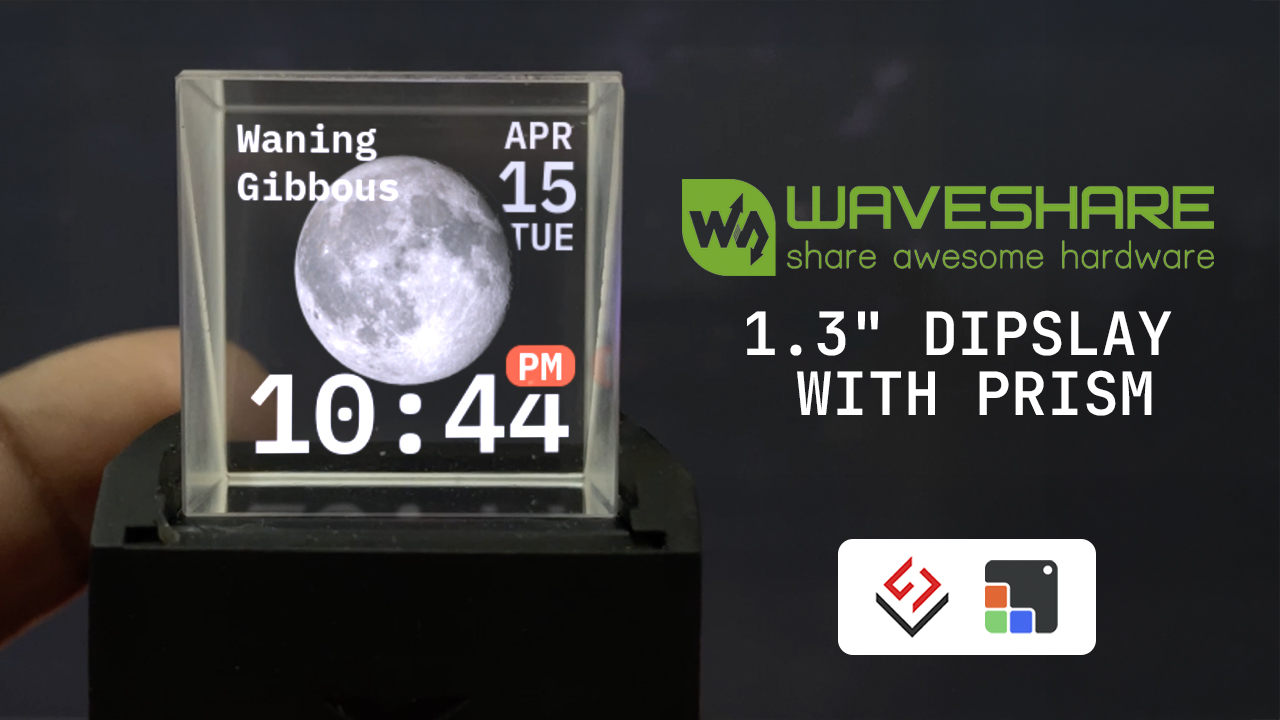 Waning
Gibbous
APR
15
TUE
PM
10:44
WAVESHARE
share awesome hardware
1.3" DIPSLAY
WITH PRISM